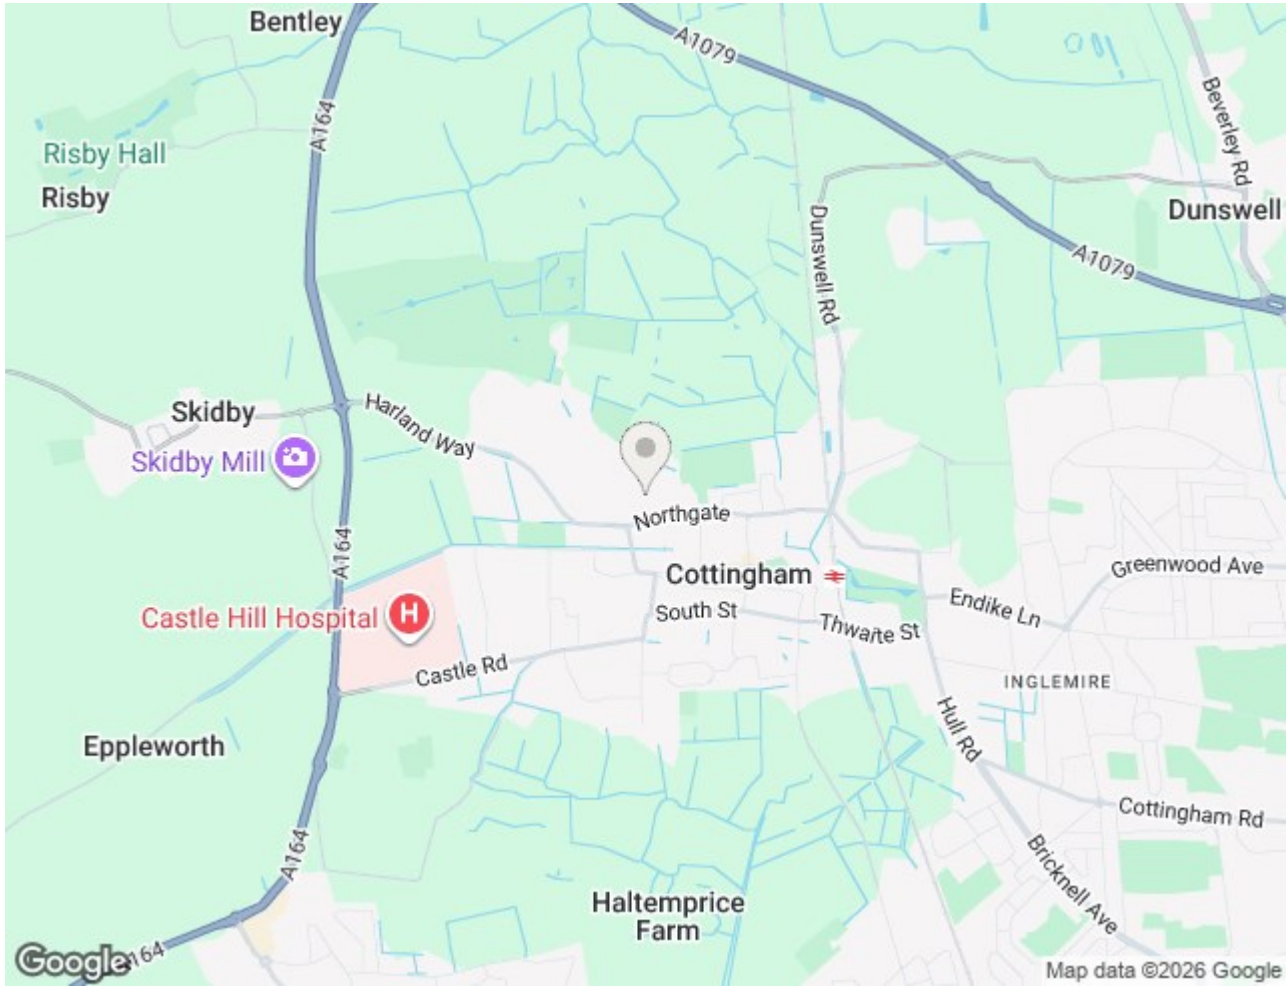 Bentley
A1079
A164
Beverley Rd
Risby Hall
Risby
Dunswell
Dunswell Rd
A1079
Skidby
Harland Way
Skidby Mill
Northgate
A164
Cottingham
Greenwood Ave
Endike Ln
Castle Hill Hospital
H
South St
Thwaite St
Castle Rd
INGLEMIRE
Hull Rd
Eppleworth
Cottingham Rd
A164
Bricknell Ave
Haltemprice
Farm
A164
Google
Map data ©2026 Google